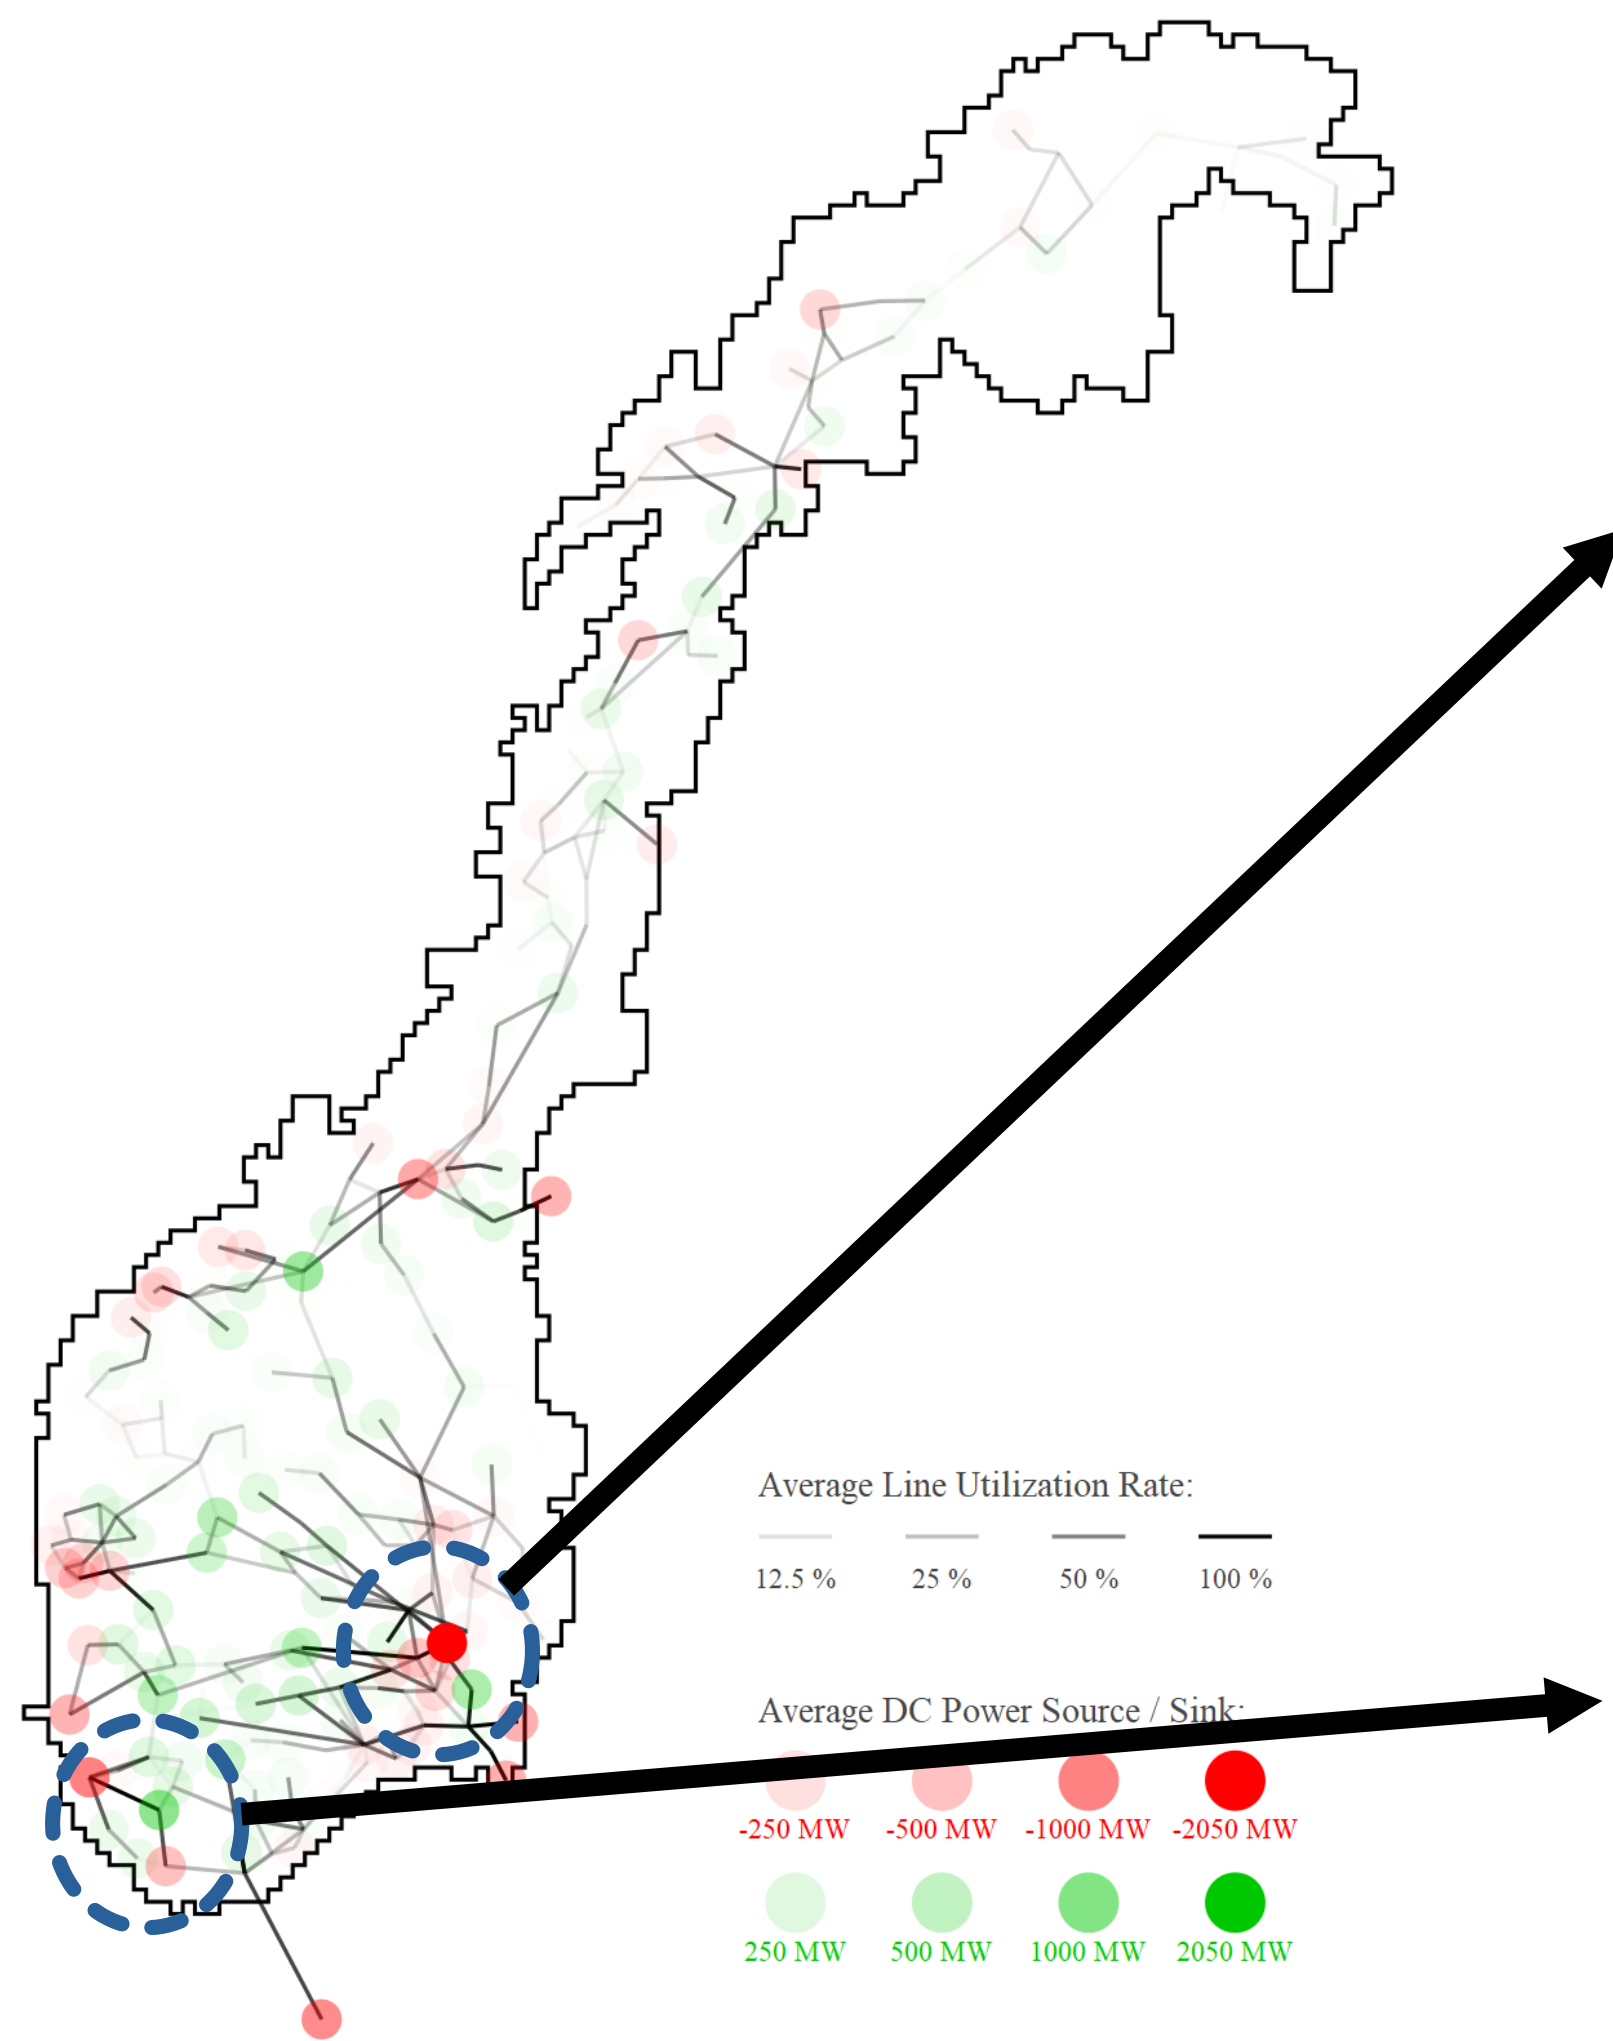 Average Line Utilization Rate:
12.5 % 25 % 50 % 100 %
Average DC Power Source / Sink:
-250 MW -500 MW -1000 MW -2050 MW
250 MW 500 MW 1000 MW 2050 MW